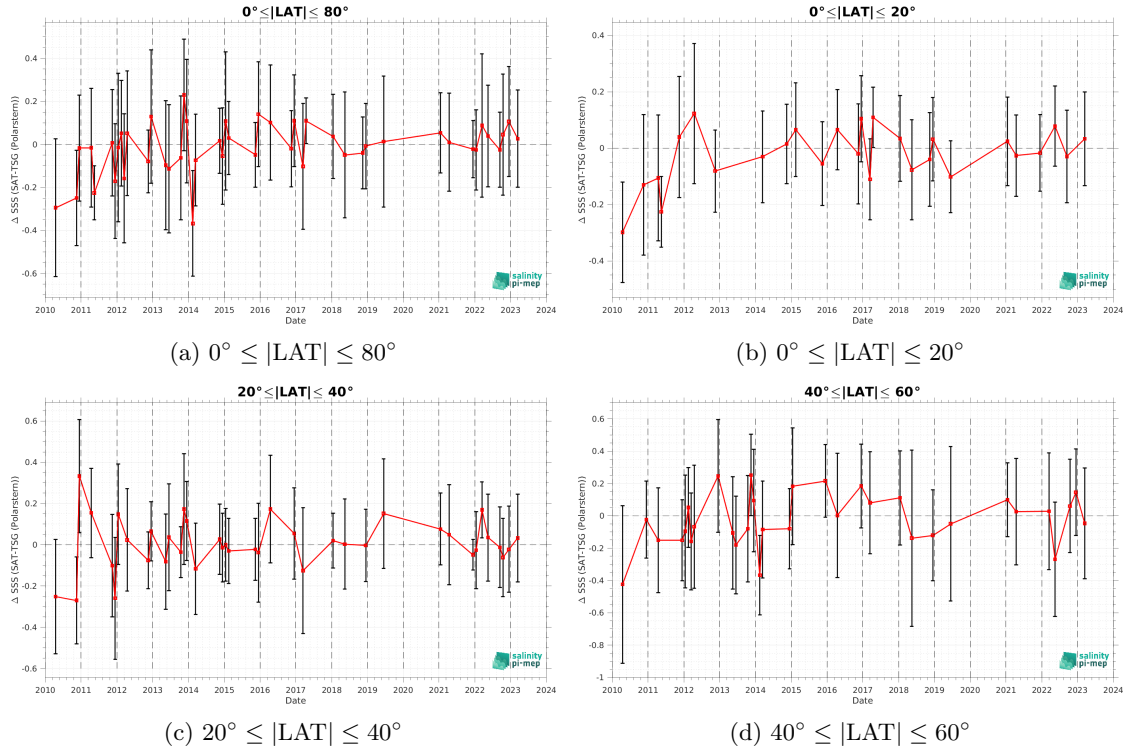 0°≤|LAT|≤ 80°
Δ SSS (SAT-TSG (Polarstern))
0.4
0.2
0
-0.2
-0.4
-0.6
2010 2011 2012 2013 2014 2015 2016 2017 2018 2019 2020 2021 2022 2023 2024
Date
salinity
pi-mep
(a) 0° ≤ |LAT| ≤ 80°
0°≤|LAT|≤ 20°
Δ SSS (SAT-TSG (Polarstern))
0.4
0.2
0
-0.2
-0.4
2010 2011 2012 2013 2014 2015 2016 2017 2018 2019 2020 2021 2022 2023 2024
Date
salinity
pi-mep
(b) 0° ≤ |LAT| ≤ 20°
20°≤|LAT|≤ 40°
Δ SSS (SAT-TSG (Polarstern))
0.6
0.4
0.2
0
-0.2
-0.4
-0.6
2010 2011 2012 2013 2014 2015 2016 2017 2018 2019 2020 2021 2022 2023 2024
Date
salinity
pi-mep
(c) 20° ≤ |LAT| ≤ 40°
40°≤|LAT|≤ 60°
Δ SSS (SAT-TSG (Polarstern))
0.6
0.4
0.2
0
-0.2
-0.4
-0.6
-0.8
-1
2010 2011 2012 2013 2014 2015 2016 2017 2018 2019 2020 2021 2022 2023 2024
Date
salinity
pi-mep
(d) 40° ≤ |LAT| ≤ 60°